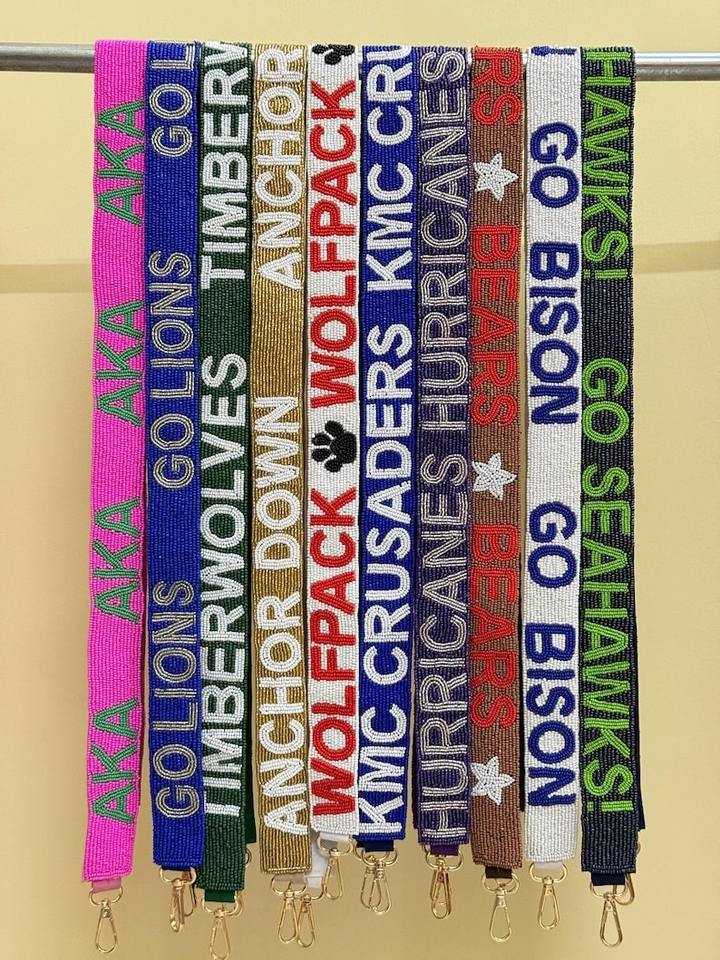 AKA AKA AKA AKA
GO LIONS GO LIONS GO L
TIMBERWOLVES TIMBERW
ANCHOR DOWN ANCHOR
WOLFPACK WOLFPACK
KMC CRUSADERS KMC CRU
HURRICANES HURRICANES
RS BEARS BEARS
GO BISON GO BISON
HAWKS! GO SEAHAWKS!